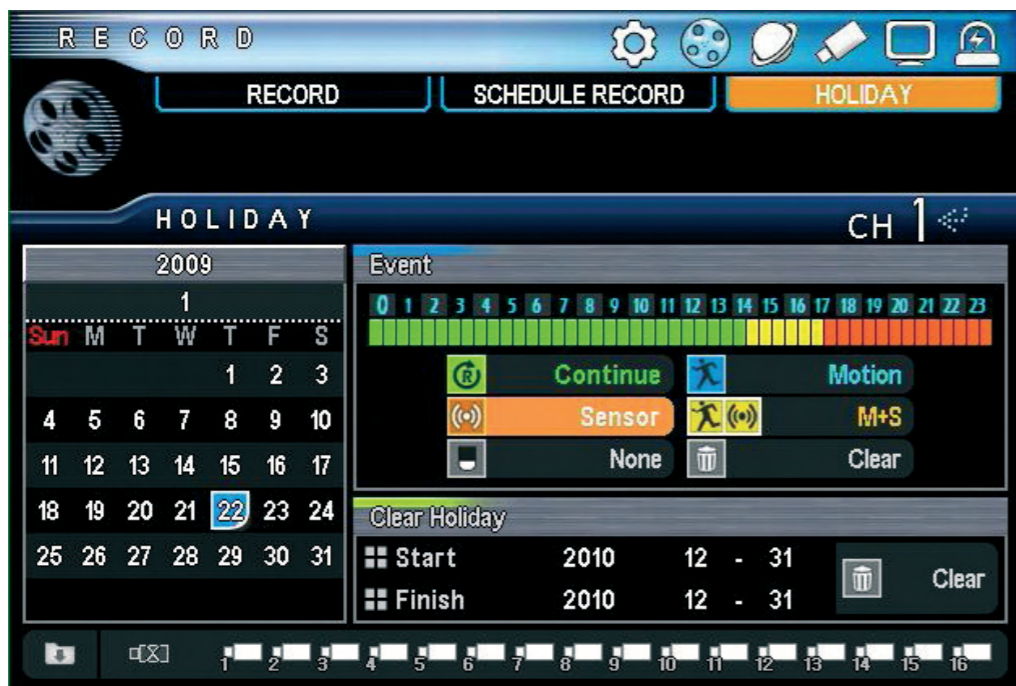 RECORD
RECORD SCHEDULE RECORD HOLIDAY
HOLIDAY CH 1
2009
1
Sun M T W T F S
1 2 3
4 5 6 7 8 9 10
11 12 13 14 15 16 17
18 19 20 21 22 23 24
25 26 27 28 29 30 31
Event
0 1 2 3 4 5 6 7 8 9 10 11 12 13 14 15 16 17 18 19 20 21 22 23
R Continue Motion
Sensor M+S
None Clear
Clear Holiday
Start 2010 12 - 31
Finish 2010 12 - 31
Clear
1 2 3 4 5 6 7 8 9 10 11 12 13 14 15 16